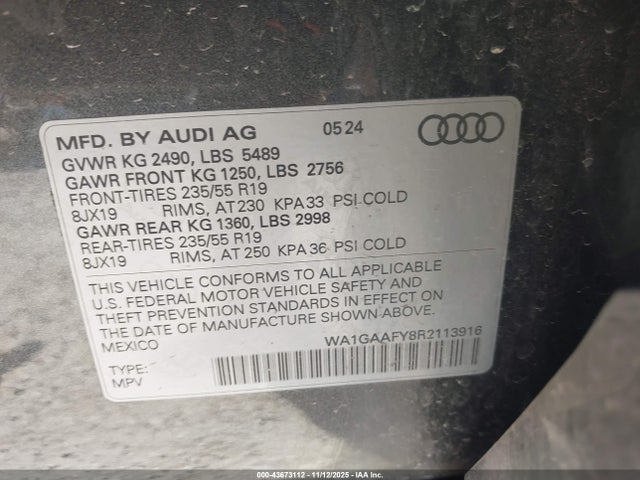 MFD. BY AUDI AG 05 24
GVWR KG 2490, LBS 5489
GAWR FRONT KG 1250, LBS 2756
FRONT-TIRES 235/55 R19
8JX19 RIMS, AT 230 KPA 33 PSI COLD
GAWR REAR KG 1360, LBS 2998
REAR-TIRES 235/55 R19
8JX19 RIMS, AT 250 KPA 36 PSI COLD
THIS VEHICLE CONFORMS TO ALL APPLICABLE
U.S. FEDERAL MOTOR VEHICLE SAFETY AND
THEFT PREVENTION STANDARDS IN EFFECT ON
THE DATE OF MANUFACTURE SHOWN ABOVE.
MEXICO WA1GAAFY8R2113916
TYPE:
MPV
000-43673112 - 11/12/2025 - IAA Inc.